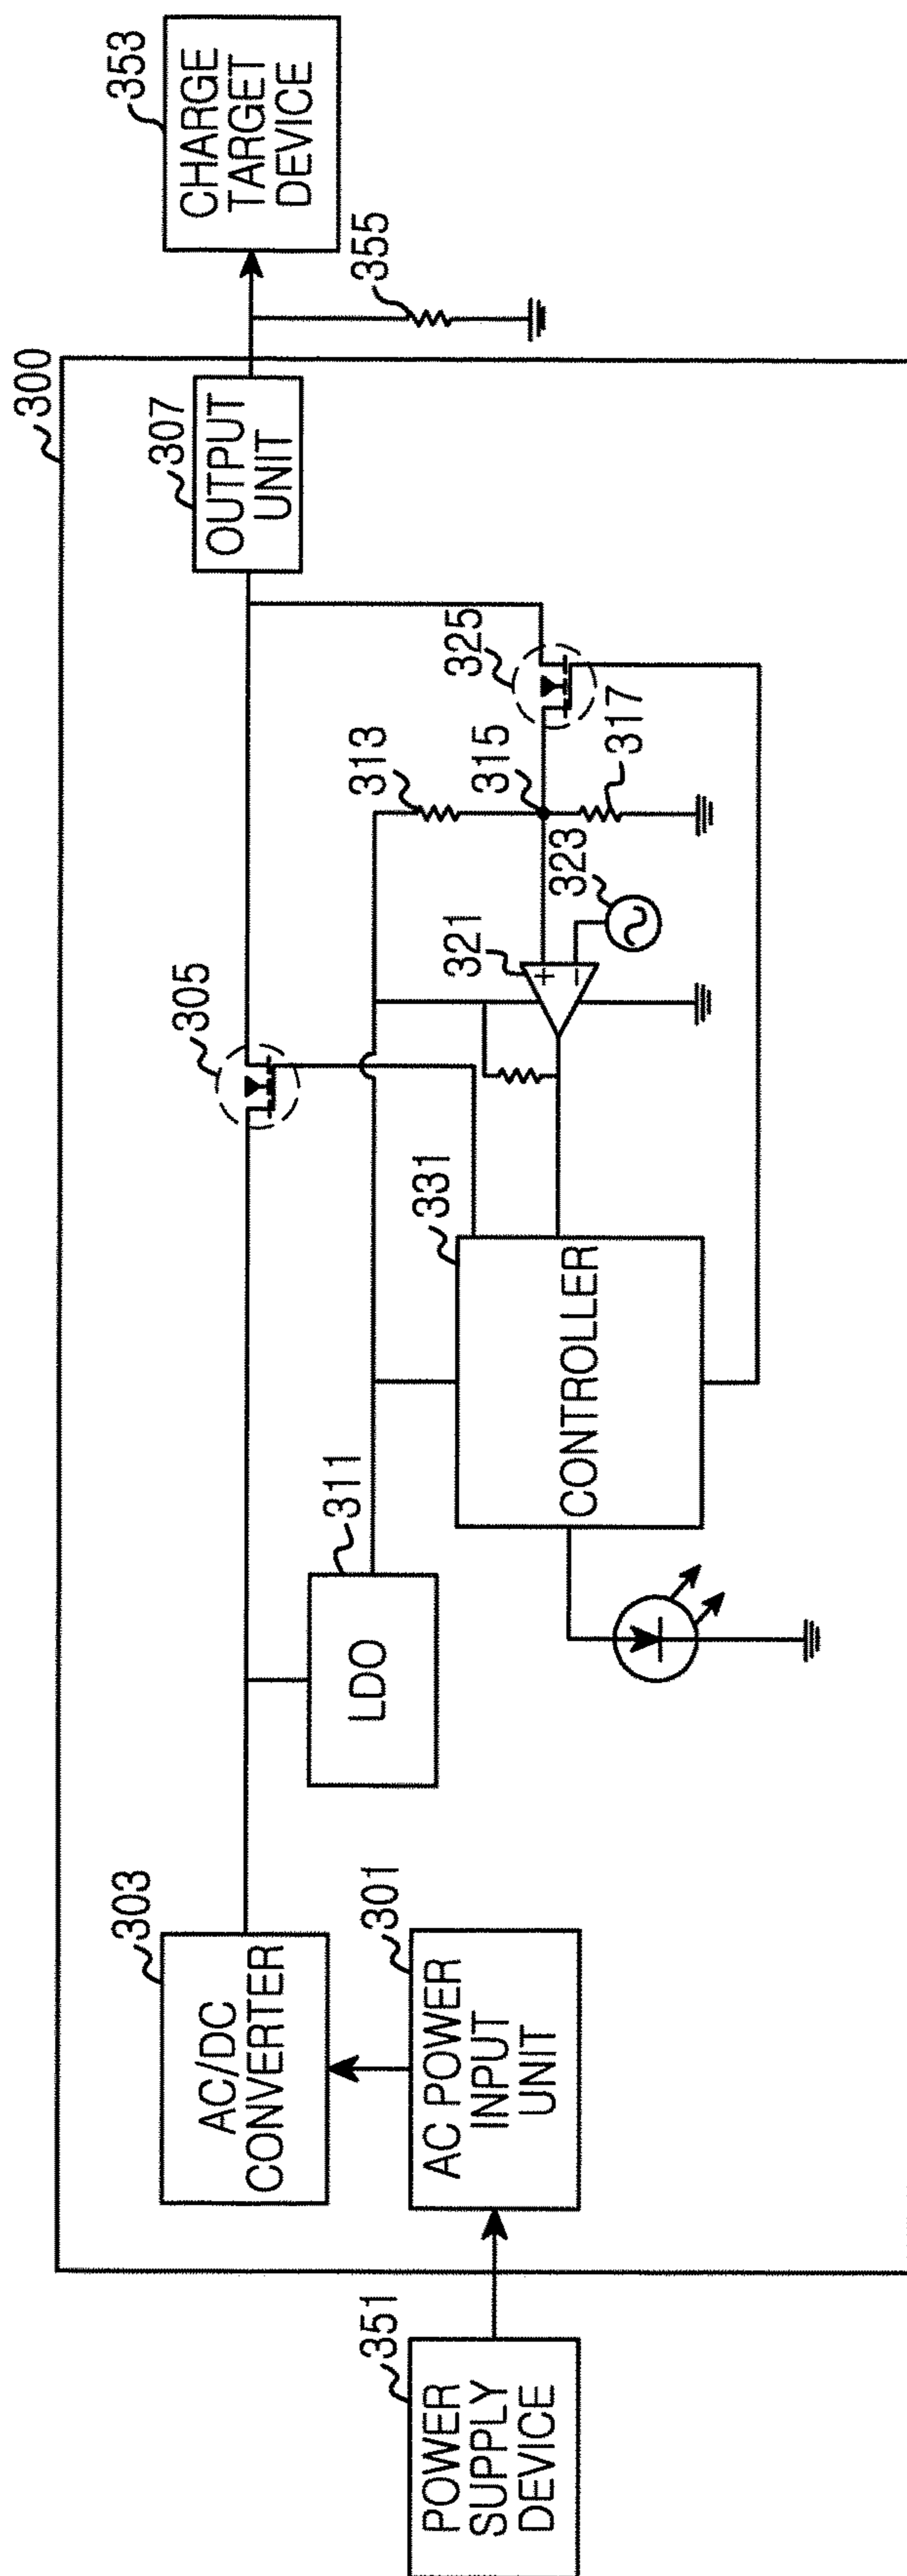 300
351
POWER
SUPPLY
DEVICE
301
AC POWER
INPUT
UNIT
303
AC/DC
CONVERTER
311
LDO
331
CONTROLLER
305
321
+
−
323
313
315
317
325
307
OUTPUT
UNIT
355
353
CHARGE
TARGET
DEVICE